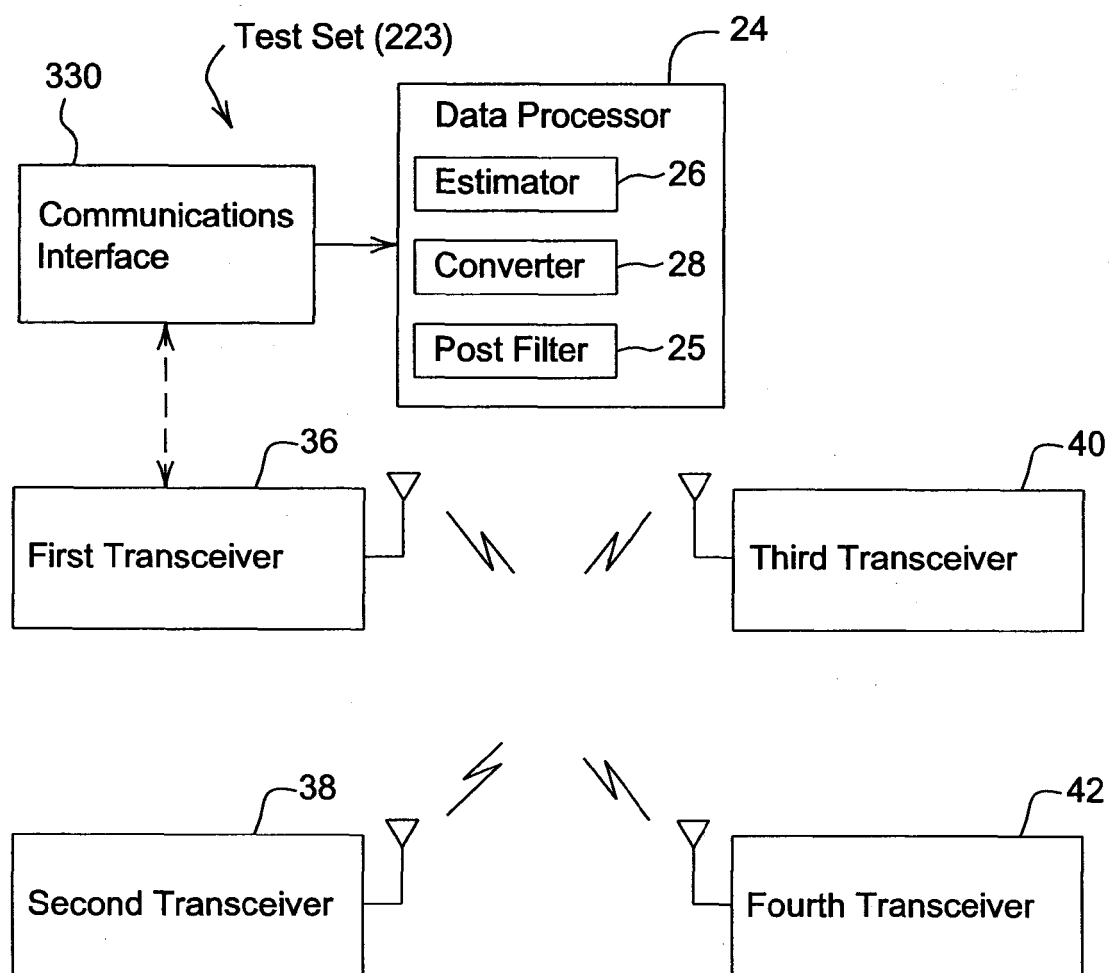 Test Set (223)
24
330
Data Processor
Estimator
26
Communications
Interface
Converter
28
Post Filter
25
36
40
First Transceiver
Third Transceiver
38
42
Second Transceiver
Fourth Transceiver